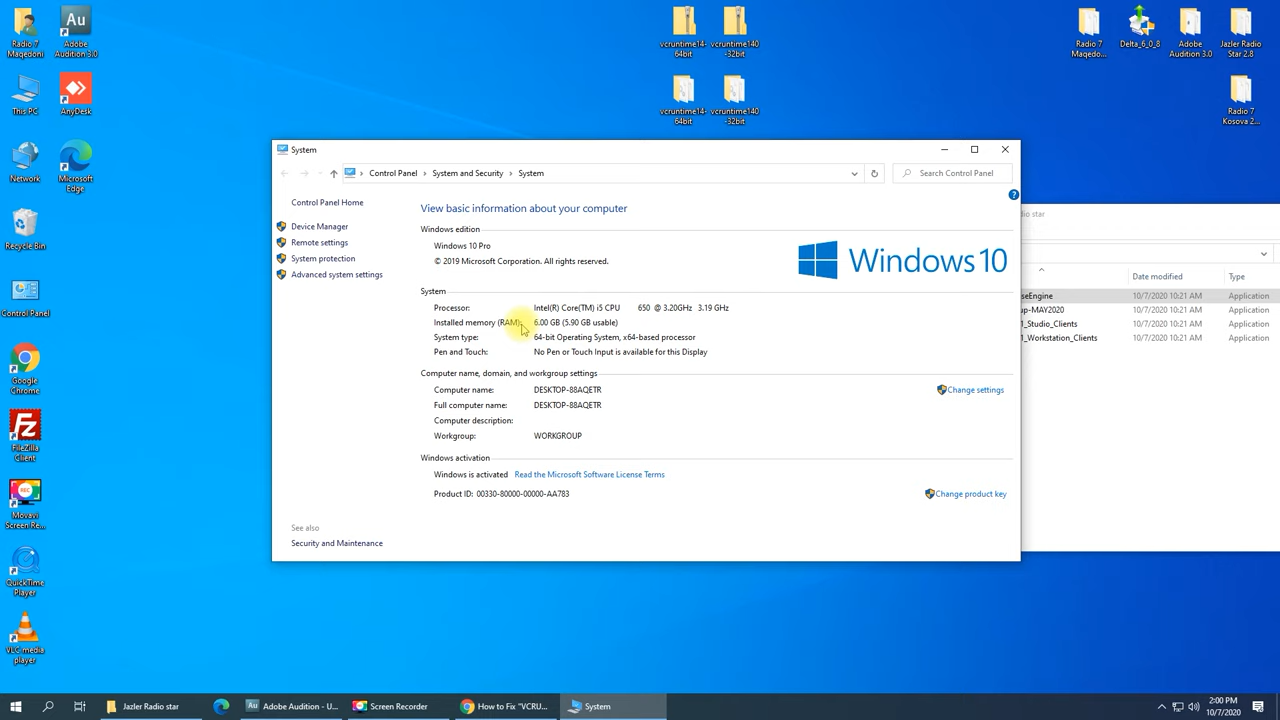 Radio 7
Maqedoni
Adobe
Audition 3.0
This PC
AnyDesk
Network
Microsoft
Edge
Recycle Bin
Control Panel
Google
Chrome
FileZilla
Client
Movavi
Screen Re...
QuickTime
Player
VLC media
player
vcruntime14-
64bit
vcruntime140
-32bit
vcruntime14-
64bit
vcruntime140
-32bit
Radio 7
Maqedo...
Delta_6_0_8
Adobe
Audition 3.0
Jazler Radio
Star 2.8
Radio 7
Kosova 2...
System
Control Panel
System and Security
System
Search Control Panel
Control Panel Home
Device Manager
Remote settings
System protection
Advanced system settings
See also
Security and Maintenance
View basic information about your computer
Windows edition
Windows 10 Pro
© 2019 Microsoft Corporation. All rights reserved.
Windows 10
System
Processor: Intel(R) Core(TM) i5 CPU 650 @ 3.20GHz 3.19 GHz
Installed memory (RAM): 6.00 GB (5.90 GB usable)
System type: 64-bit Operating System, x64-based processor
Pen and Touch: No Pen or Touch Input is available for this Display
Computer name, domain, and workgroup settings
Computer name: DESKTOP-88AQETR
Change settings
Full computer name: DESKTOP-88AQETR
Computer description:
Workgroup: WORKGROUP
Windows activation
Windows is activated Read the Microsoft Software License Terms
Product ID: 00330-80000-00000-AA783
Change product key
dio star
Date modified Type
seEngine 10/7/2020 10:21 AM Application
up-MAY2020 10/7/2020 10:21 AM Application
1_Studio_Clients 10/7/2020 10:21 AM Application
1_Workstation_Clients 10/7/2020 10:21 AM Application
Jazler Radio star
Adobe Audition - U...
Screen Recorder
How to Fix "VCRU...
System
2:00 PM
10/7/2020